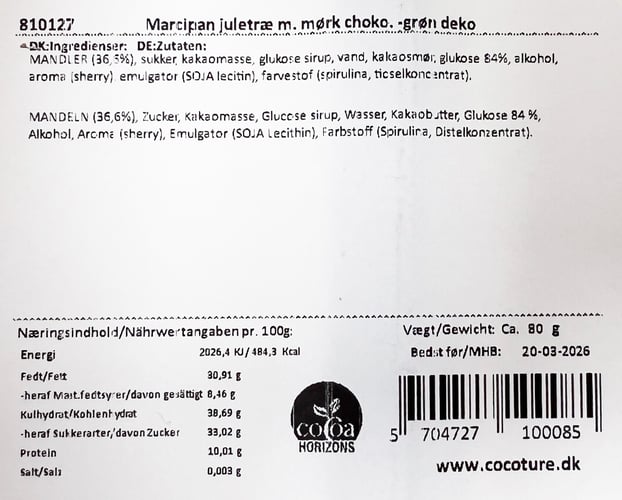 810127 Marcipan juletræ m. mørk choko. -grøn deko
DK:Ingredienser: DE:Zutaten:
MANDLER (36,6%), sukker, kakaomasse, glukose sirup, vand, kakaosmør, glukose 84%, alkohol,
aroma (sherry), emulgator (SOJA lecitin), farvestof (spirulina, ticselkoncentrat).
MANDELN (36,6%), Zucker, Kakaomasse, Glucose sirup, Wasser, Kakaobutter, Glukose 84 %,
Alkohol, Aroma (sherry), Emulgator (SOJA Lecithin), Farbstoff (Spirulina, Distelkonzentrat).
Næringsindhold/Nährwertangaben pr. 100g:
Energi 2026,4 KJ/ 484,3 Kcal
Fedt/Fett 30,91 g
-heraf Mætt.fedtsyrer/davon gesättigt 8,46 g
Kulhydrat/Kohlenhydrat 38,69 g
-heraf Sukkerarter/davon Zucker 33,02 g
Protein 10,01 g
Salt/Salz 0,003 g
cocoa
HORIZONS
Vægt/Gewicht: Ca. 80 g
Bedst før/MHB: 20-03-2026
5 704727 100085
www.cocoture.dk